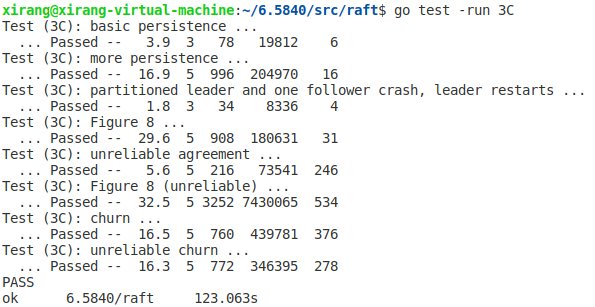 xirang@xirang-virtual-machine:~/6.5840/src/raft$ go test -run 3C
Test (3C): basic persistence ...
  ... Passed --   3.9  3   78   19812    6
Test (3C): more persistence ...
  ... Passed --  16.9  5  996  204970   16
Test (3C): partitioned leader and one follower crash, leader restarts ...
  ... Passed --   1.8  3   34    8336    4
Test (3C): Figure 8 ...
  ... Passed --  29.6  5  908  180631   31
Test (3C): unreliable agreement ...
  ... Passed --   5.6  5  216   73541  246
Test (3C): Figure 8 (unreliable) ...
  ... Passed --  32.5  5 3252 7430065  534
Test (3C): churn ...
  ... Passed --  16.5  5  760  439781  376
Test (3C): unreliable churn ...
  ... Passed --  16.3  5  772  346395  278
PASS
ok      6.5840/raft     123.063s